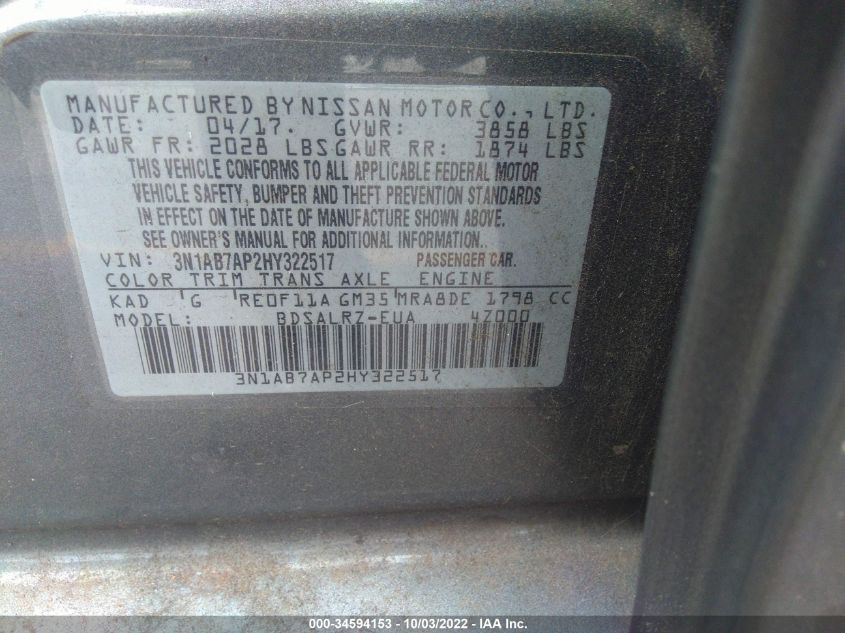 MANUFACTURED BY NISSAN MOTOR CO., LTD.
DATE: 04/17. GVWR: 3858 LBS
GAWR FR: 2028 LBS GAWR RR: 1874 LBS
THIS VEHICLE CONFORMS TO ALL APPLICABLE FEDERAL MOTOR
VEHICLE SAFETY, BUMPER AND THEFT PREVENTION STANDARDS
IN EFFECT ON THE DATE OF MANUFACTURE SHOWN ABOVE.
SEE OWNER'S MANUAL FOR ADDITIONAL INFORMATION..
VIN: 3N1AB7AP2HY322517 PASSENGER CAR.
COLOR TRIM TRANS AXLE ENGINE
KAD G RE0F11A GM35 MRA8DE 1798 CC
MODEL: BDSALRZ-EUA 4Z000
3N1AB7AP2HY322517
000-34594153 - 10/03/2022 - IAA Inc.